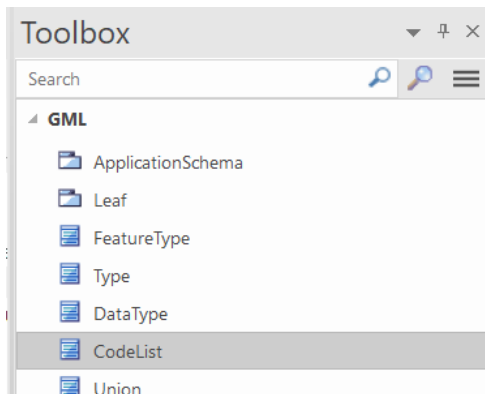 Toolbox
Search
GML
ApplicationSchema
Leaf
FeatureType
Type
DataType
CodeList
Union